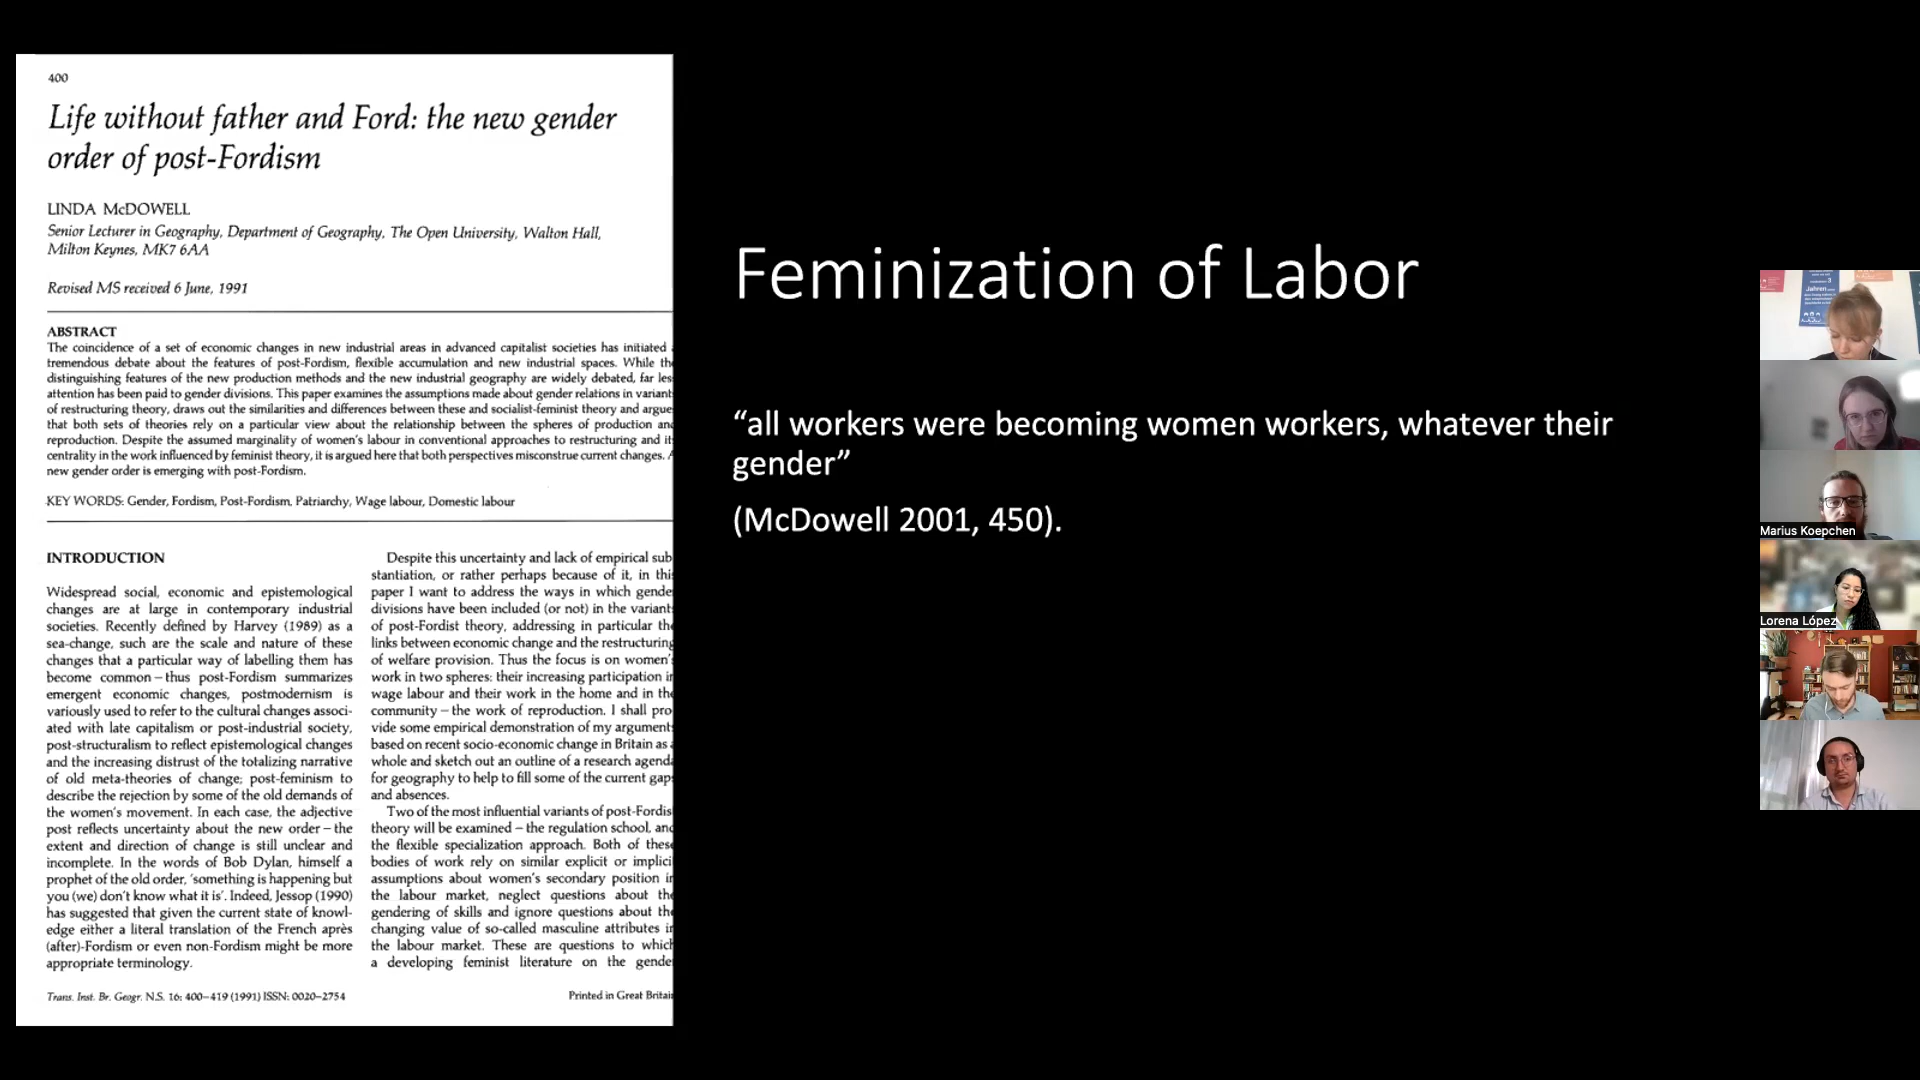 400
Life without father and Ford: the new gender
order of post-Fordism
LINDA McDOWELL
Senior Lecturer in Geography, Department of Geography, The Open University, Walton Hall,
Milton Keynes, MK7 6AA
Revised MS received 6 June, 1991
ABSTRACT
The coincidence of a set of economic changes in new industrial areas in advanced capitalist societies has initiated
tremendous debate about the features of post-Fordism, flexible accumulation and new industrial spaces. While
distinguishing features of the new production methods and the new industrial geography are widely debated, far
attention has been paid to gender divisions. This paper examines the assumptions made about gender relations in
of restructuring theory, draws out the similarities and differences between these and socialist-feminist theory and
that both sets of theories rely on a particular view about the relationship between the spheres of production
reproduction. Despite the assumed marginality of women's labour in conventional approaches to restructuring and
centrality in the work influenced by feminist theory, it is argued here that both perspectives misconstrue current changes.
new gender order is emerging with post-Fordism.
KEY WORDS: Gender, Fordism, Post-Fordism, Patriarchy, Wage labour, Domestic labour
INTRODUCTION
Widespread social, economic and epistemological
changes are at large in contemporary industrial
societies. Recently defined by Harvey (1989) as a
sea-change, such are the scale and nature of these
changes that a particular way of labelling them has
become common – thus post-Fordism summarizes
emergent economic changes, postmodernism is
variously used to refer to the cultural changes associ-
ated with late capitalism or post-industrial society,
post-structuralism to reflect epistemological changes
and the increasing distrust of the totalizing narrative
of old meta-theories of change; post-feminism to
describe the rejection by some of the old demands of
the women's movement. In each case, the adjective
post reflects uncertainty about the new order – the
extent and direction of change is still unclear and
incomplete. In the words of Bob Dylan, himself a
prophet of the old order, 'something is happening but
you (we) don't know what it is'. Indeed, Jessop (1990)
has suggested that given the current state of knowl-
edge either a literal translation of the French après
(after)-Fordism or even non-Fordism might be more
appropriate terminology.
Despite this uncertainty and lack of empirical sub
stantiation, or rather perhaps because of it, in
paper I want to address the ways in which
divisions have been included (or not) in the
of post-Fordist theory, addressing in particular
links between economic change and the restructuring
of welfare provision. Thus the focus is on
work in two spheres: their increasing participation
wage labour and their work in the home and in the
community – the work of reproduction. I shall pro
vide some empirical demonstration of my
based on recent socio-economic change in Britain as
whole and sketch out an outline of a research
for geography to help to fill some of the current
and absences.
Two of the most influential variants of
theory will be examined – the regulation school,
the flexible specialization approach. Both of
bodies of work rely on similar explicit or
assumptions about women's secondary position
the labour market, neglect questions about
gendering of skills and ignore questions about
changing value of so-called masculine attributes
the labour market. These are questions to
a developing feminist literature on the
Trans. Inst. Br. Geogr. N.S. 16: 400–419 (1991) ISSN: 0020–2754
Printed in Great
Feminization of Labor
“all workers were becoming women workers, whatever their
gender”
(McDowell 2001, 450).
Jahren
Marius Koepchen
Lorena López